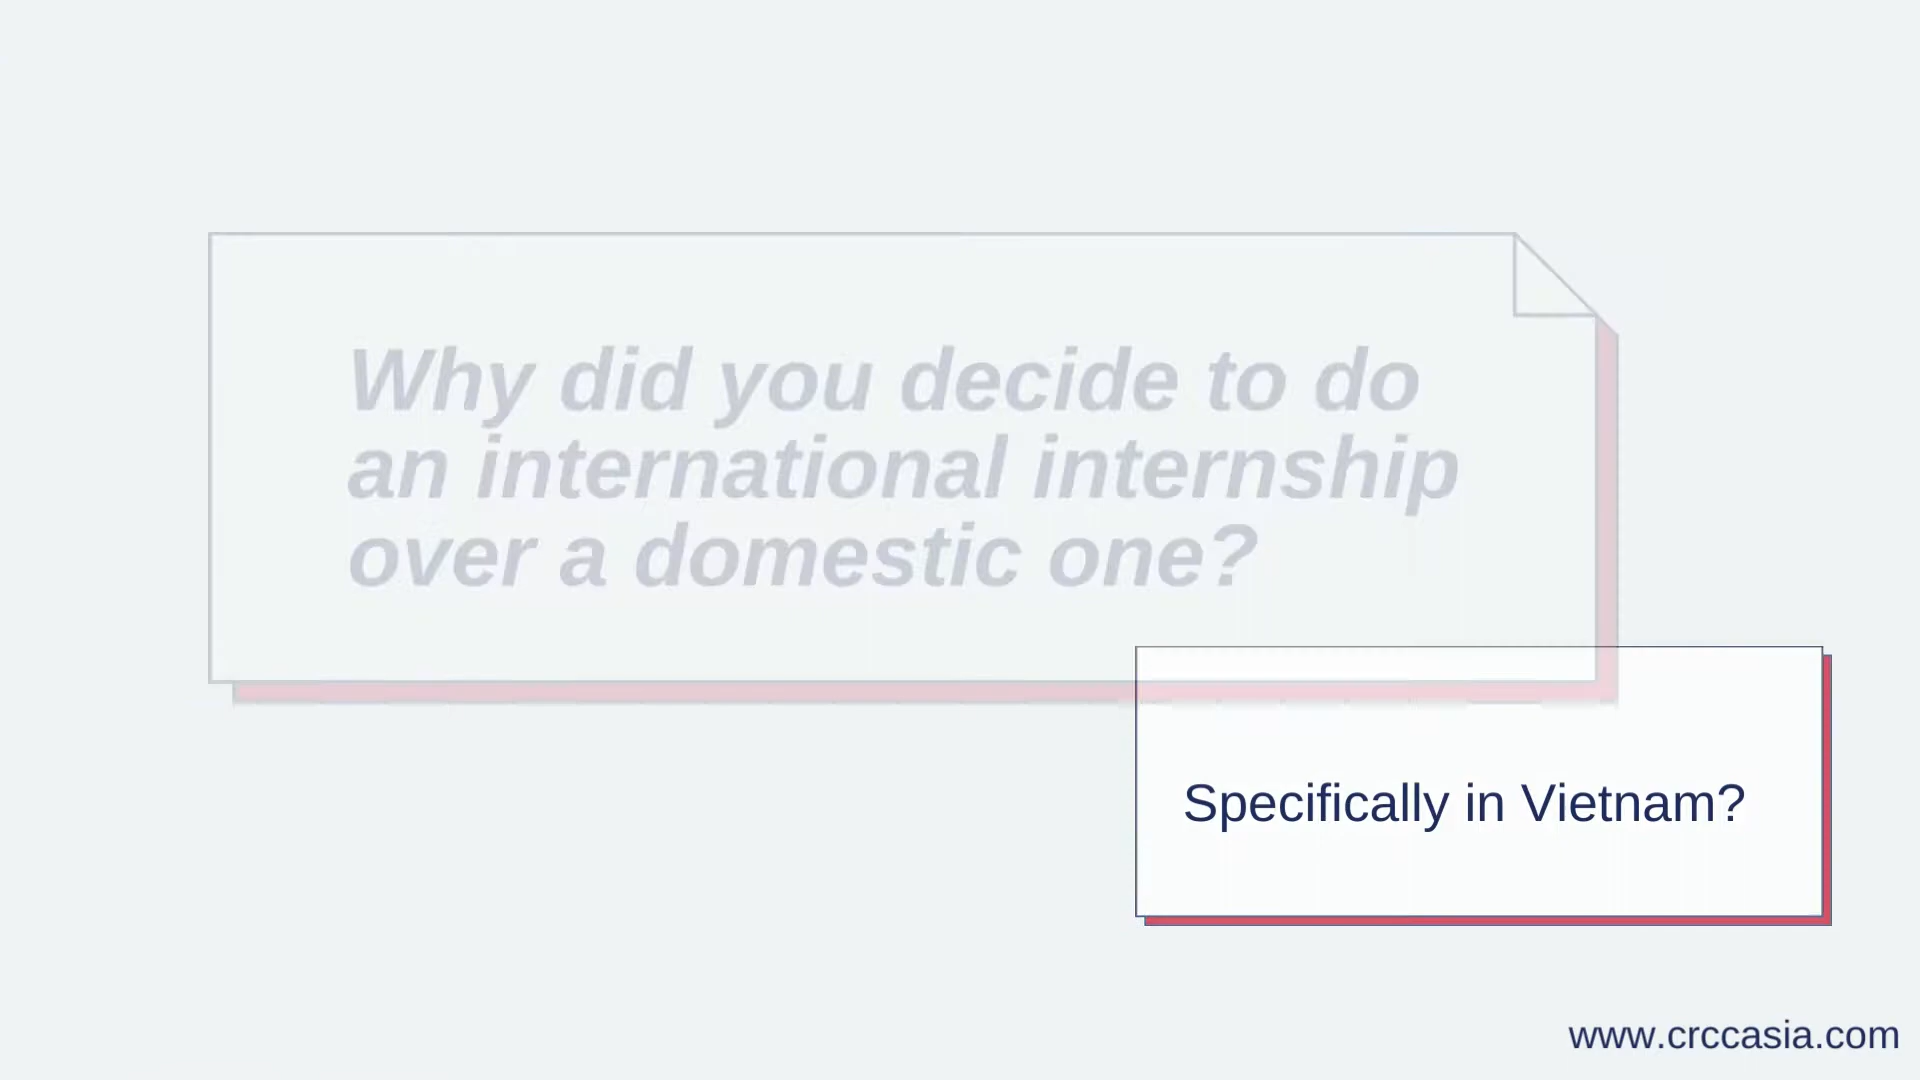 Why did you decide to do
an international internship
over a domestic one?
Specifically in Vietnam?
www.crccasia.com